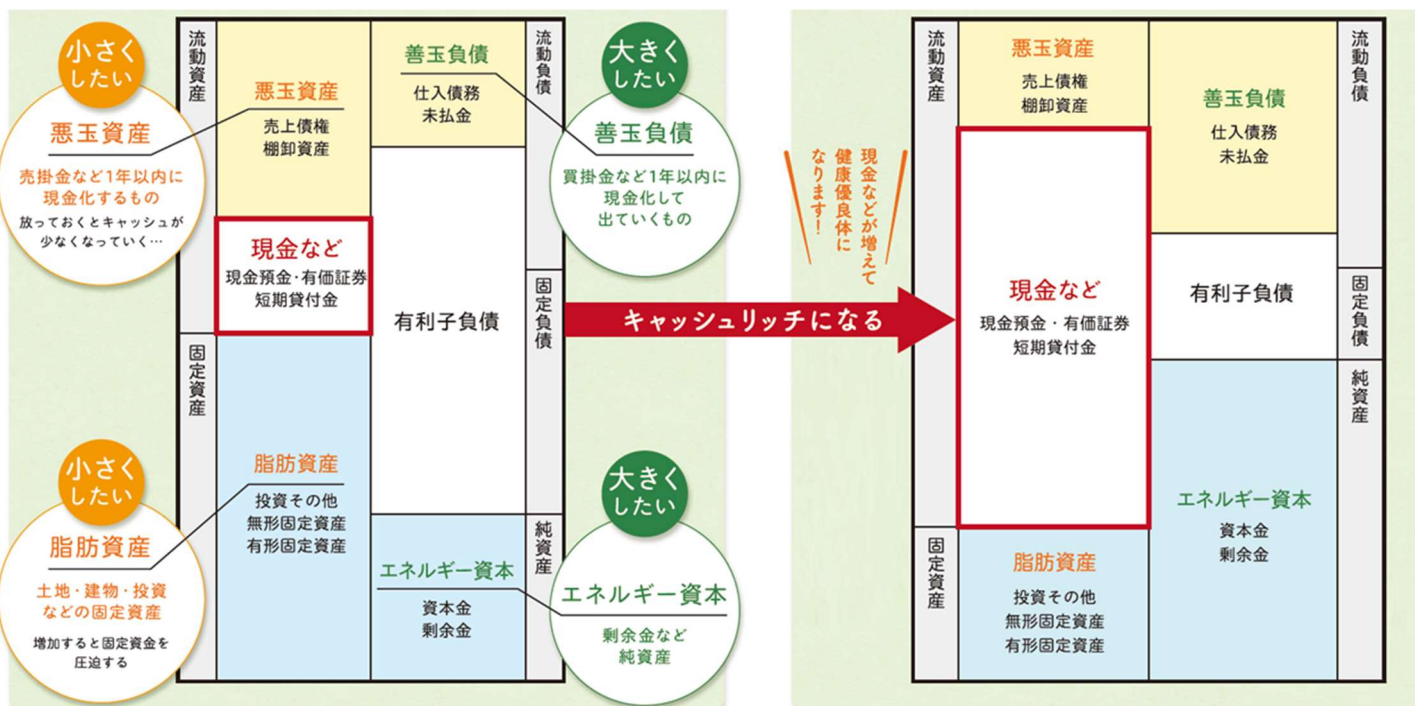 小さく
したい
悪玉資産
売掛金など1年以内に
現金化するもの
放っておくとキャッシュが
少なくなっていく…
小さく
したい
脂肪資産
土地・建物・投資
などの固定資産
増加すると固定資金を
圧迫する
流動資産
固定資産
悪玉資産
売上債権
棚卸資産
現金など
現金預金・有価証券
短期貸付金
脂肪資産
投資その他
無形固定資産
有形固定資産
善玉負債
仕入債務
未払金
有利子負債
エネルギー資本
資本金
剰余金
流動負債
固定負債
純資産
大きく
したい
善玉負債
買掛金など1年以内に
現金化して
出ていくもの
大きく
したい
エネルギー資本
剰余金など
純資産
キャッシュリッチになる
現金などが増えて
健康優良体に
なります!
流動資産
固定資産
悪玉資産
売上債権
棚卸資産
現金など
現金預金・有価証券
短期貸付金
脂肪資産
投資その他
無形固定資産
有形固定資産
善玉負債
仕入債務
未払金
有利子負債
エネルギー資本
資本金
剰余金
流動負債
固定負債
純資産